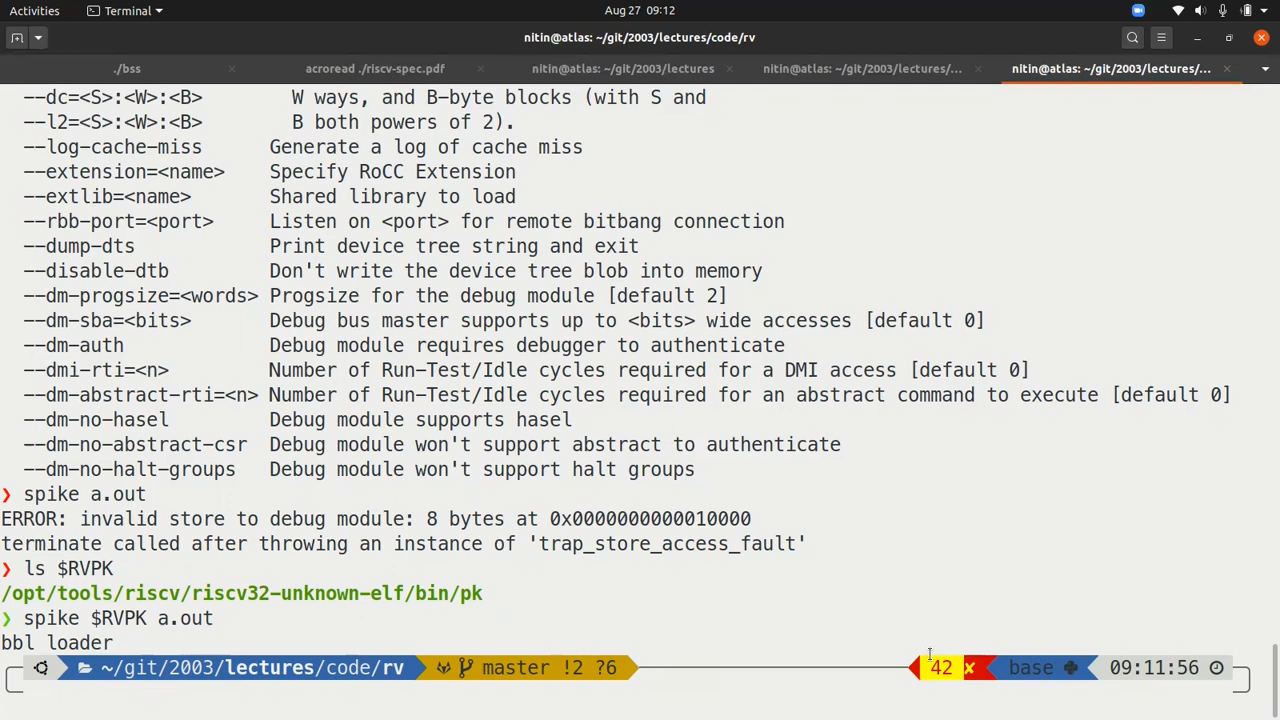 Activities Terminal Aug 27 09:12
nitin@atlas: ~/git/2003/lectures/code/rv
./bss acroread ./riscv-spec.pdf nitin@atlas: ~/git/2003/lectures nitin@atlas: ~/git/2003/lectures/... nitin@atlas: ~/git/2003/lectures/...
--dc=<S>:<W>:<B> W ways, and B-byte blocks (with S and
--l2=<S>:<W>:<B> B both powers of 2).
--log-cache-miss Generate a log of cache miss
--extension=<name> Specify RoCC Extension
--extlib=<name> Shared library to load
--rbb-port=<port> Listen on <port> for remote bitbang connection
--dump-dts Print device tree string and exit
--disable-dtb Don't write the device tree blob into memory
--dm-progsize=<words> Progsize for the debug module [default 2]
--dm-sba=<bits> Debug bus master supports up to <bits> wide accesses [default 0]
--dm-auth Debug module requires debugger to authenticate
--dmi-rti=<n> Number of Run-Test/Idle cycles required for a DMI access [default 0]
--dm-abstract-rti=<n> Number of Run-Test/Idle cycles required for an abstract command to execute [default 0]
--dm-no-hasel Debug module supports hasel
--dm-no-abstract-csr Debug module won't support abstract to authenticate
--dm-no-halt-groups Debug module won't support halt groups
❯ spike a.out
ERROR: invalid store to debug module: 8 bytes at 0x0000000000010000
terminate called after throwing an instance of 'trap_store_access_fault'
❯ ls $RVPK
/opt/tools/riscv/riscv32-unknown-elf/bin/pk
❯ spike $RVPK a.out
bbl loader
~/git/2003/lectures/code/rv master !2 ?6 42 ✘ base 09:11:56